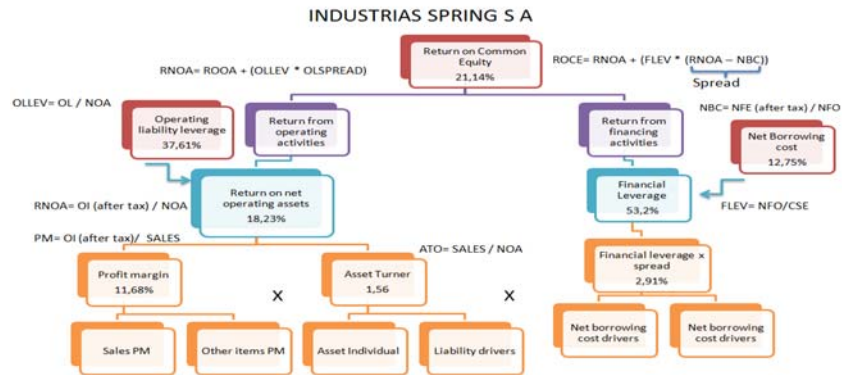 INDUSTRIAS SPRING S A
Return on Common
Equity
21,14%
RNOA= ROOA + (OLLEV * OLSPREAD)
ROCE= RNOA + (FLEV * (RNOA – NBC))
Spread
OLLEV= OL / NOA
NBC= NFE (after tax) / NFO
Operating
liability leverage
37,61%
Return from
operating
activities
Return from
financing
activities
Net Borrowing
cost
12,75%
Return on net
operating assets
18,23%
Financial
Leverage
53,2%
RNOA= OI (after tax) / NOA
FLEV= NFO/CSE
PM= OI (after tax)/ SALES
ATO= SALES / NOA
Profit margin
11,68%
X
Asset Turner
1,56
X
Financial leverage x
spread
2,91%
Sales PM
Other items PM
Asset Individual
Liability drivers
Net borrowing
cost drivers
Net borrowing
cost drivers